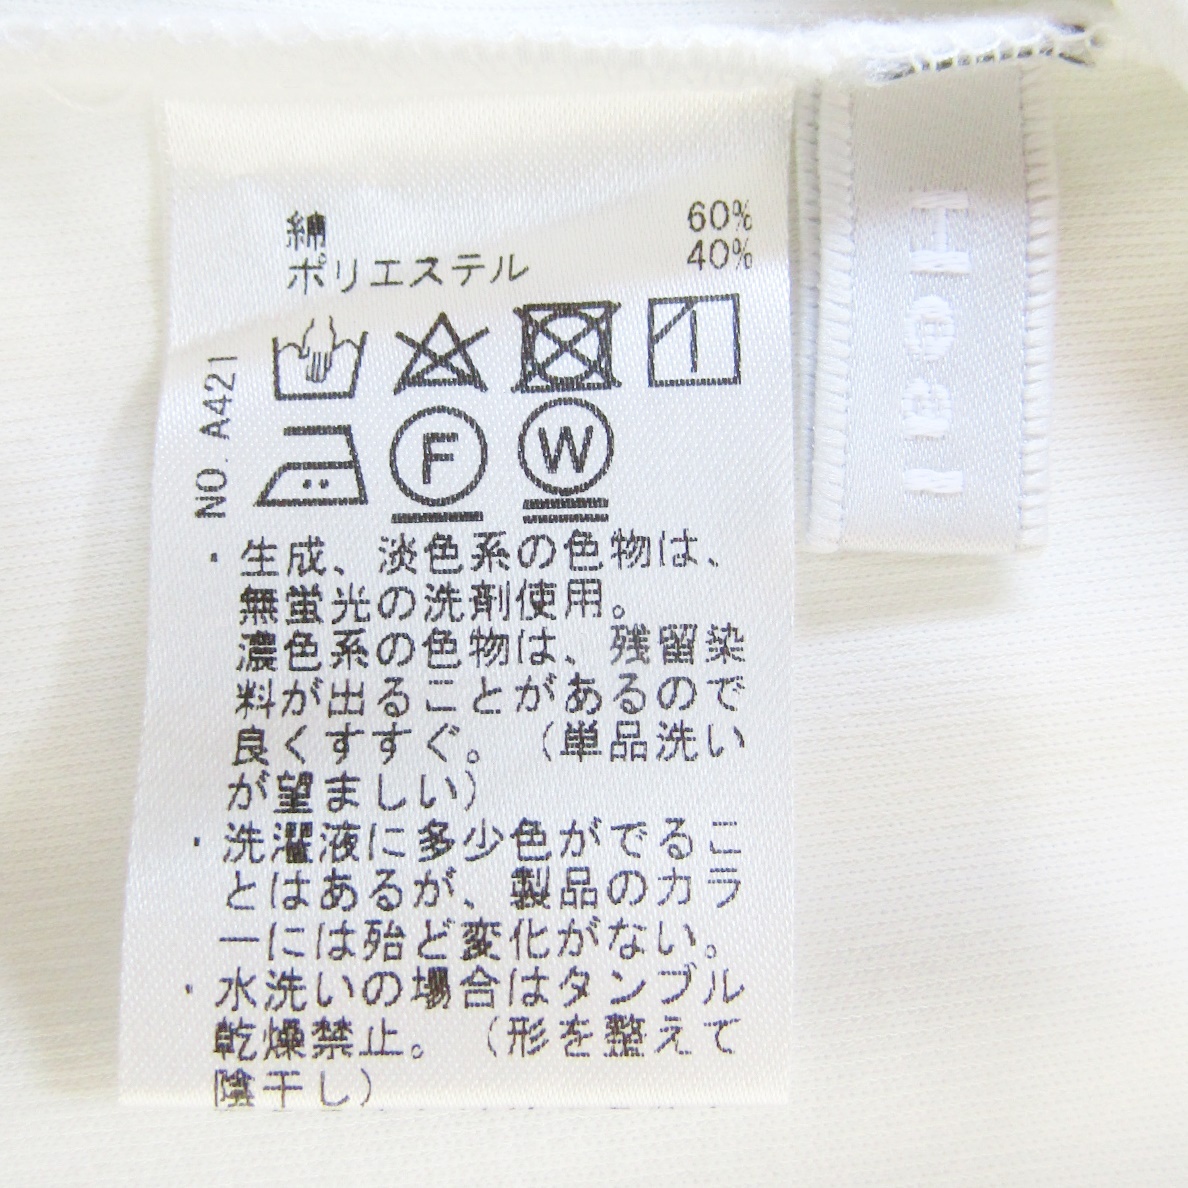 綿 60%
ポリエステル 40%
NO. A421
F W
・生成、淡色系の色物は、
無蛍光の洗剤使用。
濃色系の色物は、残留染
料が出ることがあるので
良くすすぐ。（単品洗い
が望ましい）
・洗濯液に多少色がでるこ
とはあるが、製品のカラ
ーには殆ど変化がない。
・水洗いの場合はタンブル
乾燥禁止。（形を整えて
陰干し）